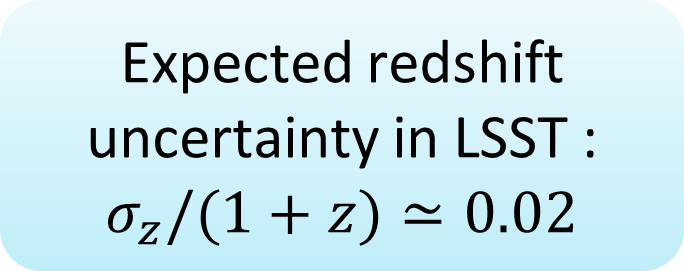 Expected redshift
uncertainty in LSST :
σ_z/(1 + z) ≃ 0.02